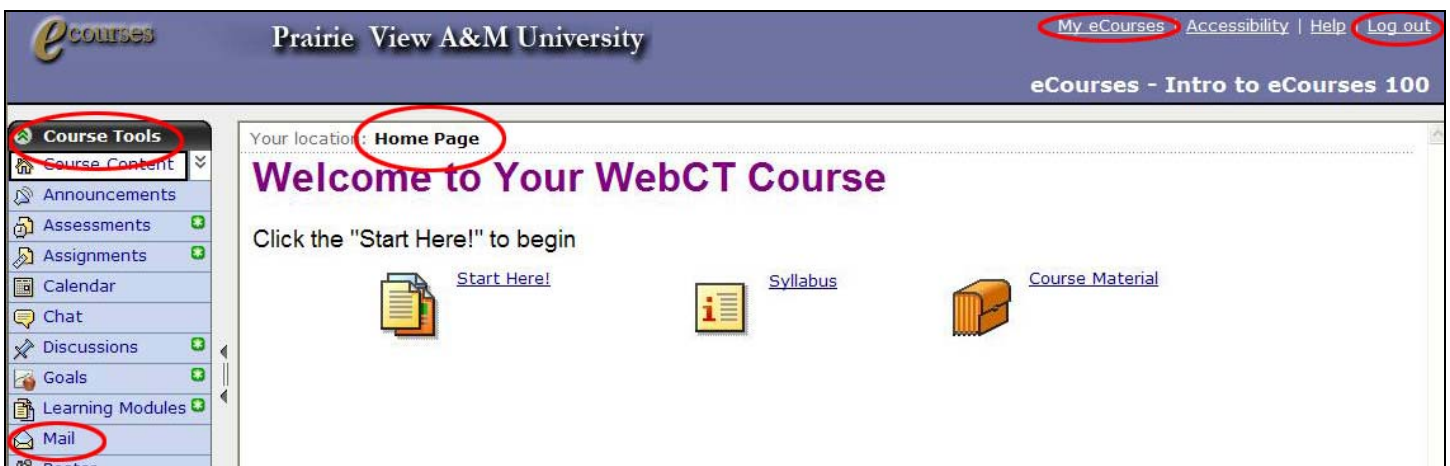 ecourses
Prairie View A&M University
My eCourses | Accessibility | Help | Log out
eCourses - Intro to eCourses 100
Course Tools
Course Content
Announcements
Assessments
Assignments
Calendar
Chat
Discussions
Goals
Learning Modules
Mail
Your location: Home Page
Welcome to Your WebCT Course
Click the "Start Here!" to begin
Start Here!
Syllabus
Course Material